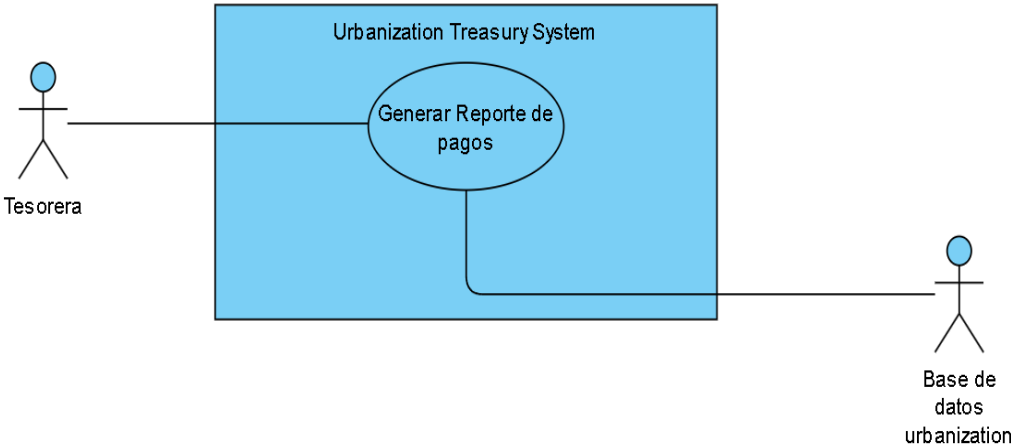 Urbanization Treasury System
Generar Reporte de
pagos
Tesorera
Base de
datos
urbanization